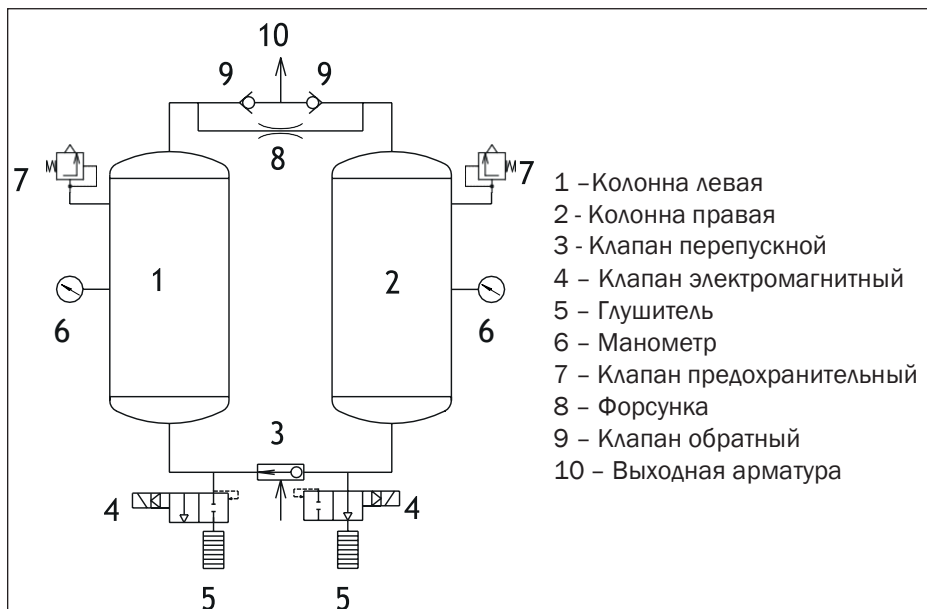 10
9 9
8
7 7
1 2
6 6
3
4 4
5 5
1 –Колонна левая
2 - Колонна правая
3 - Клапан перепускной
4 – Клапан электромагнитный
5 – Глушитель
6 – Манометр
7 – Клапан предохранительный
8 – Форсунка
9 – Клапан обратный
10 – Выходная арматура